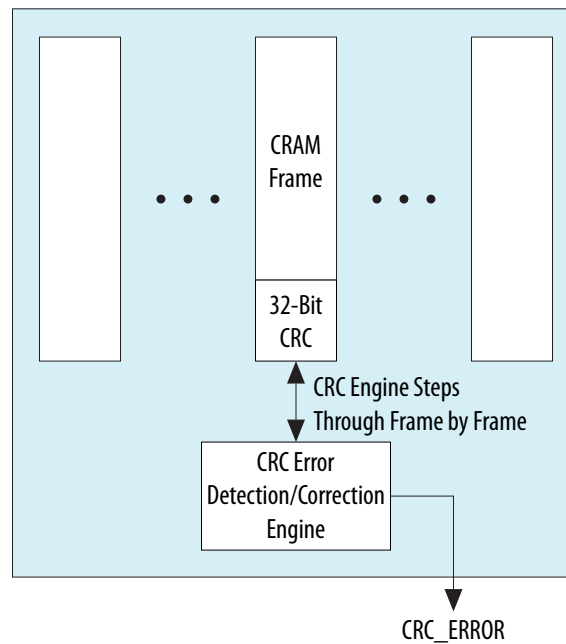 CRAM
Frame
32-Bit
CRC
CRC Engine Steps
Through Frame by Frame
CRC Error
Detection/Correction
Engine
CRC_ERROR